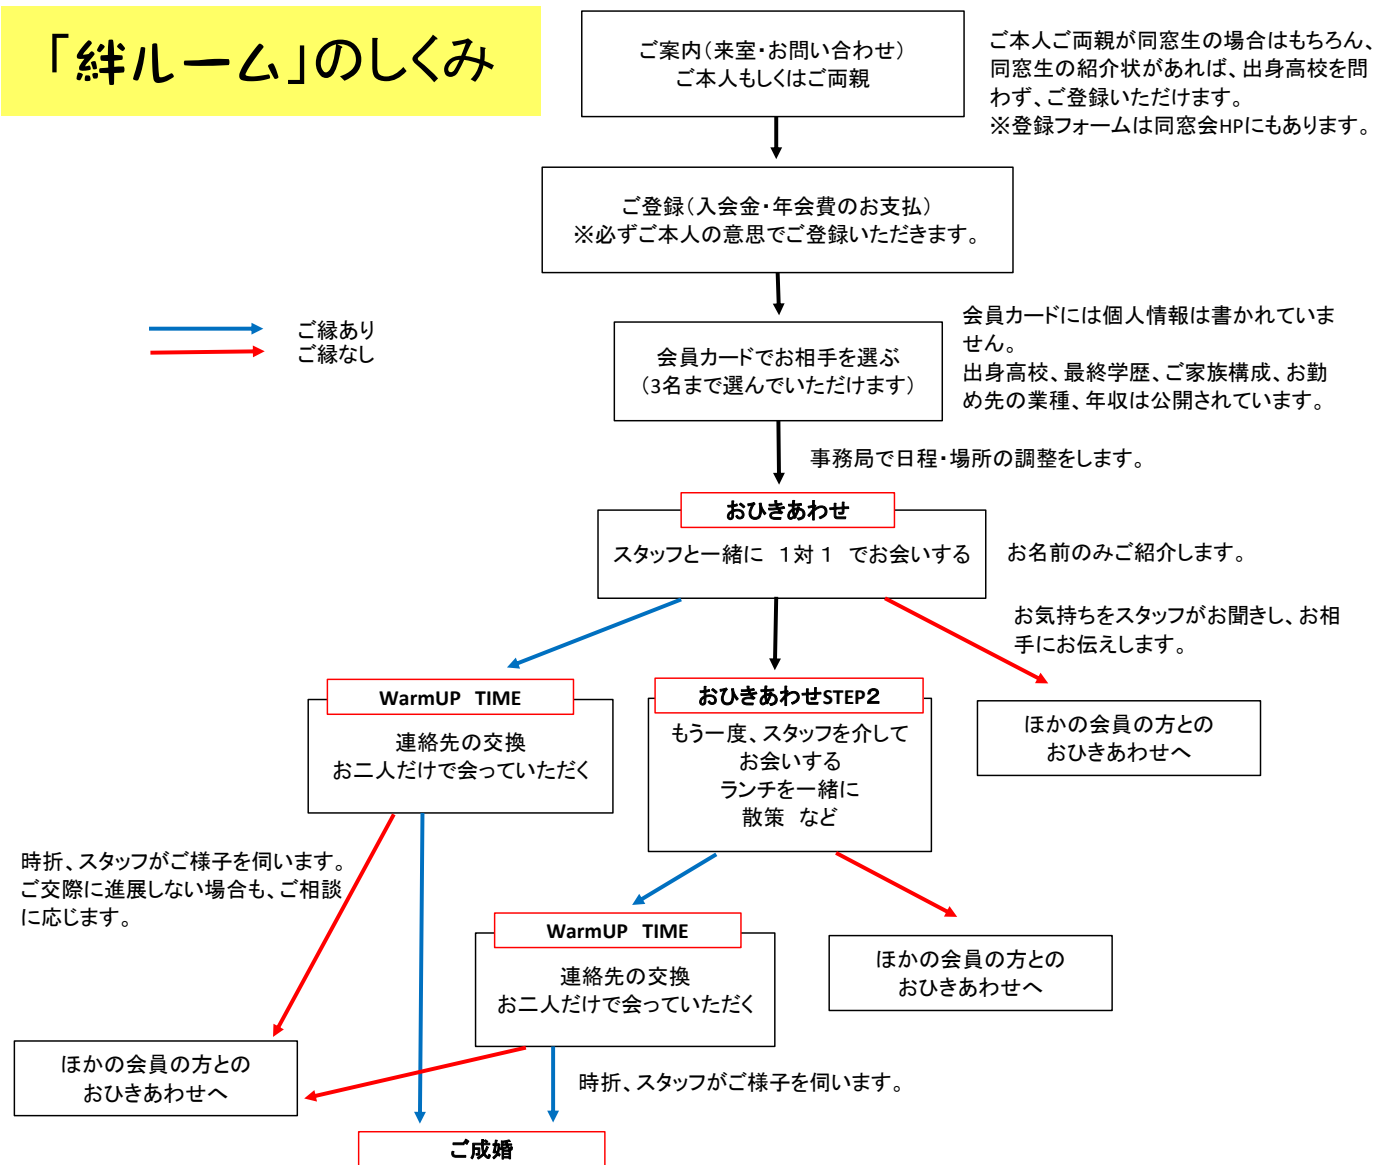 「絆ルーム」のしくみ
ご案内（来室・お問い合わせ）
ご本人もしくはご両親
ご本人ご両親が同窓生の場合はもちろん、
同窓生の紹介状があれば、出身高校を問
わず、ご登録いただけます。
※登録フォームは同窓会HPにもあります。
ご登録（入会金・年会費のお支払）
※必ずご本人の意思でご登録いただきます。
ご縁あり
ご縁なし
会員カードでお相手を選ぶ
（3名まで選んでいただけます）
会員カードには個人情報は書かれていま
せん。
出身高校、最終学歴、ご家族構成、お勤
め先の業種、年収は公開されています。
事務局で日程・場所の調整をします。
おひきあわせ
スタッフと一緒に　１対１　でお会いする
お名前のみご紹介します。
お気持ちをスタッフがお聞きし、お相
手にお伝えします。
WarmUP　TIME
連絡先の交換
お二人だけで会っていただく
おひきあわせSTEP２
もう一度、スタッフを介して
お会いする
ランチを一緒に
散策　など
ほかの会員の方との
おひきあわせへ
時折、スタッフがご様子を伺います。
ご交際に進展しない場合も、ご相談
に応じます。
WarmUP　TIME
連絡先の交換
お二人だけで会っていただく
ほかの会員の方との
おひきあわせへ
ほかの会員の方との
おひきあわせへ
時折、スタッフがご様子を伺います。
ご成婚